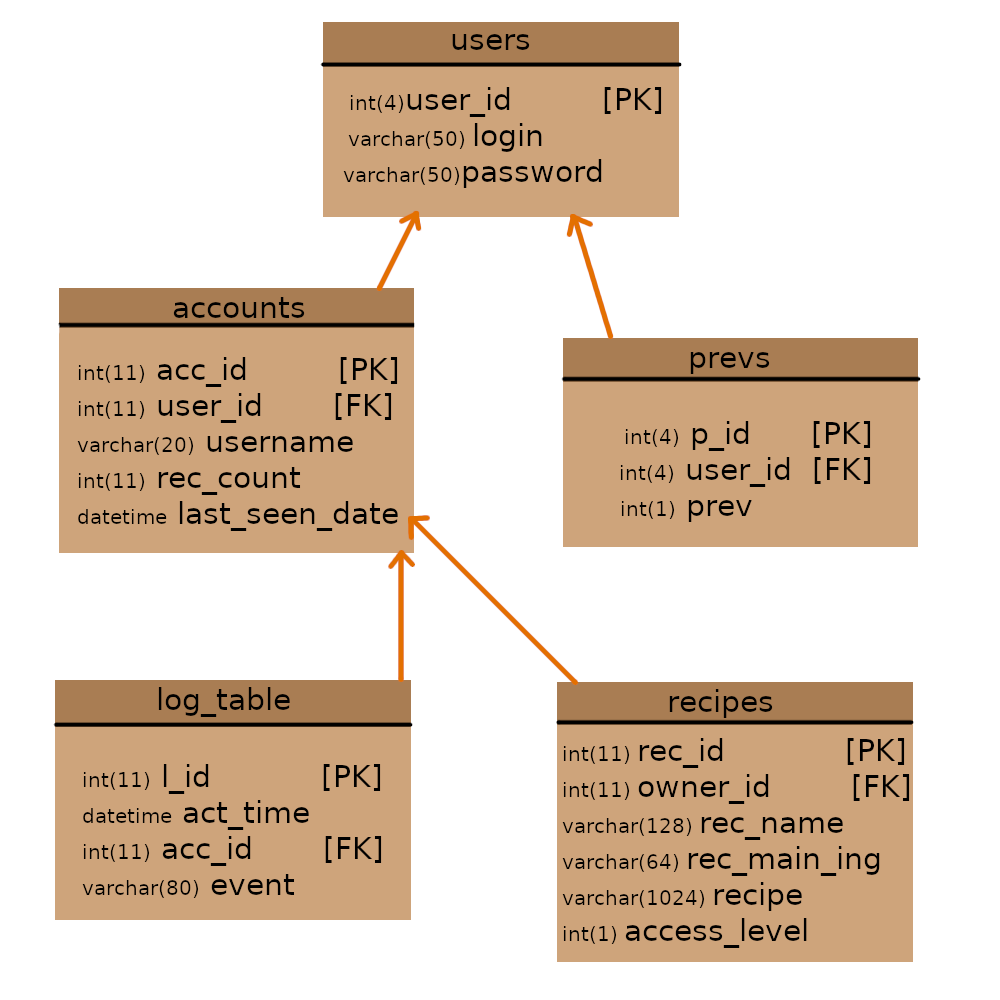 users
int(4)user_id [PK]
varchar(50) login
varchar(50)password
accounts
int(11) acc_id [PK]
int(11) user_id [FK]
varchar(20) username
int(11) rec_count
datetime last_seen_date
prevs
int(4) p_id [PK]
int(4) user_id [FK]
int(1) prev
log_table
int(11) l_id [PK]
datetime act_time
int(11) acc_id [FK]
varchar(80) event
recipes
int(11) rec_id [PK]
int(11) owner_id [FK]
varchar(128) rec_name
varchar(64) rec_main_ing
varchar(1024) recipe
int(1) access_level